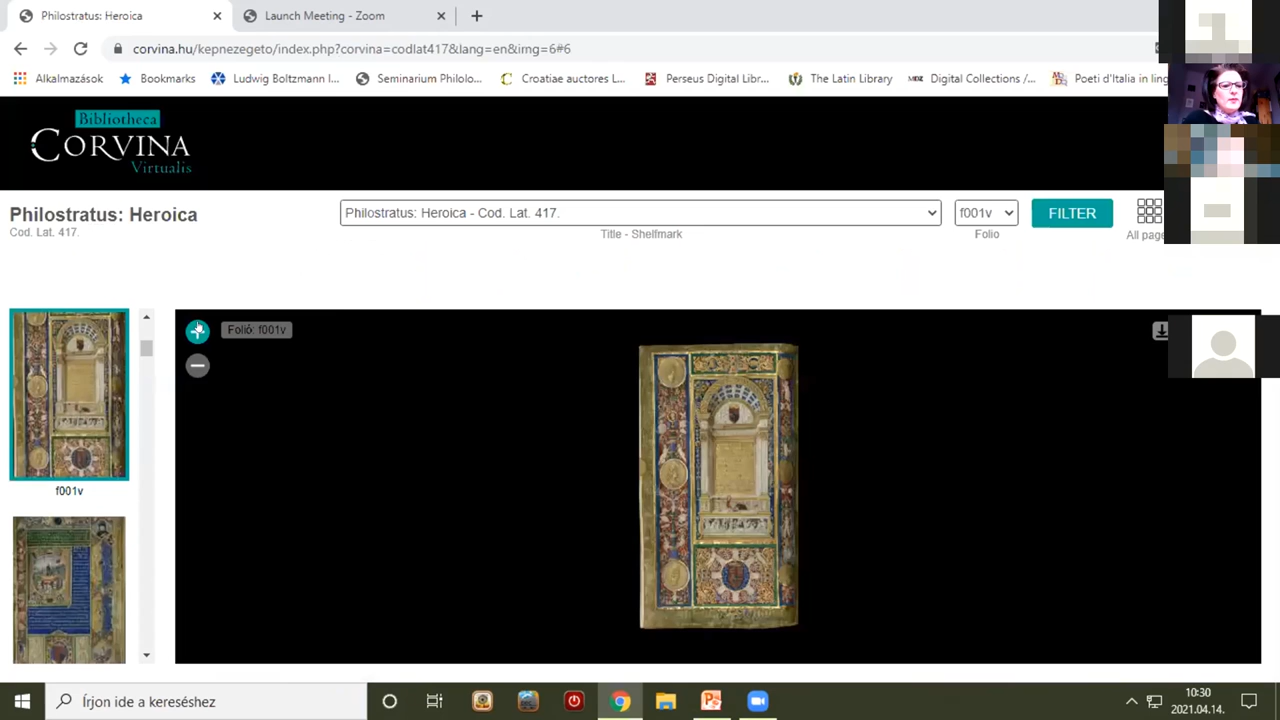 Philostratus: Heroica
Launch Meeting - Zoom
corvina.hu/kepnezegeto/index.php?corvina=codlat417&lang=en&img=6#6
Alkalmazások
Bookmarks
Ludwig Boltzmann I...
Seminarium Philolo...
Croatiae auctores L...
Perseus Digital Libr...
The Latin Library
Digital Collections /...
Poeti d'Italia in ling
Bibliotheca
CORVINA
Virtualis
Philostratus: Heroica
Cod. Lat. 417.
Philostratus: Heroica - Cod. Lat. 417.
f001v
FILTER
Title - Shelfmark
Folio
All page
Folió: f001v
f001v
Írjon ide a kereséshez
10:30
2021.04.14.